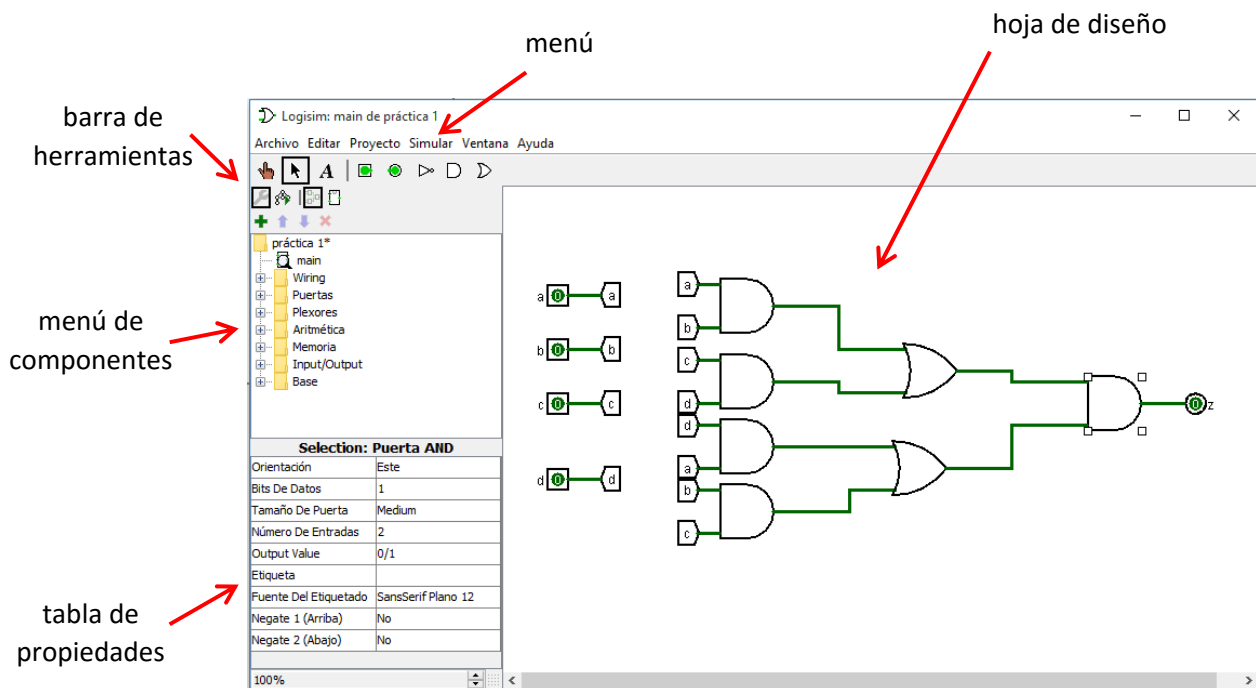 menú
hoja de diseño
barra de
herramientas
menú de
componentes
tabla de
propiedades
Logisim: main de práctica 1
Archivo Editar Proyecto Simular Ventana Ayuda
A
práctica 1*
main
Wiring
Puertas
Plexores
Aritmética
Memoria
Input/Output
Base
Selection: Puerta AND
Orientación Este
Bits De Datos 1
Tamaño De Puerta Medium
Número De Entradas 2
Output Value 0/1
Etiqueta
Fuente Del Etiquetado SansSerif Plano 12
Negate 1 (Arriba) No
Negate 2 (Abajo) No
100%
a 0 a
b 0 b
c 0 c
d 0 d
a
b
c
d
d
a
b
c
0 z